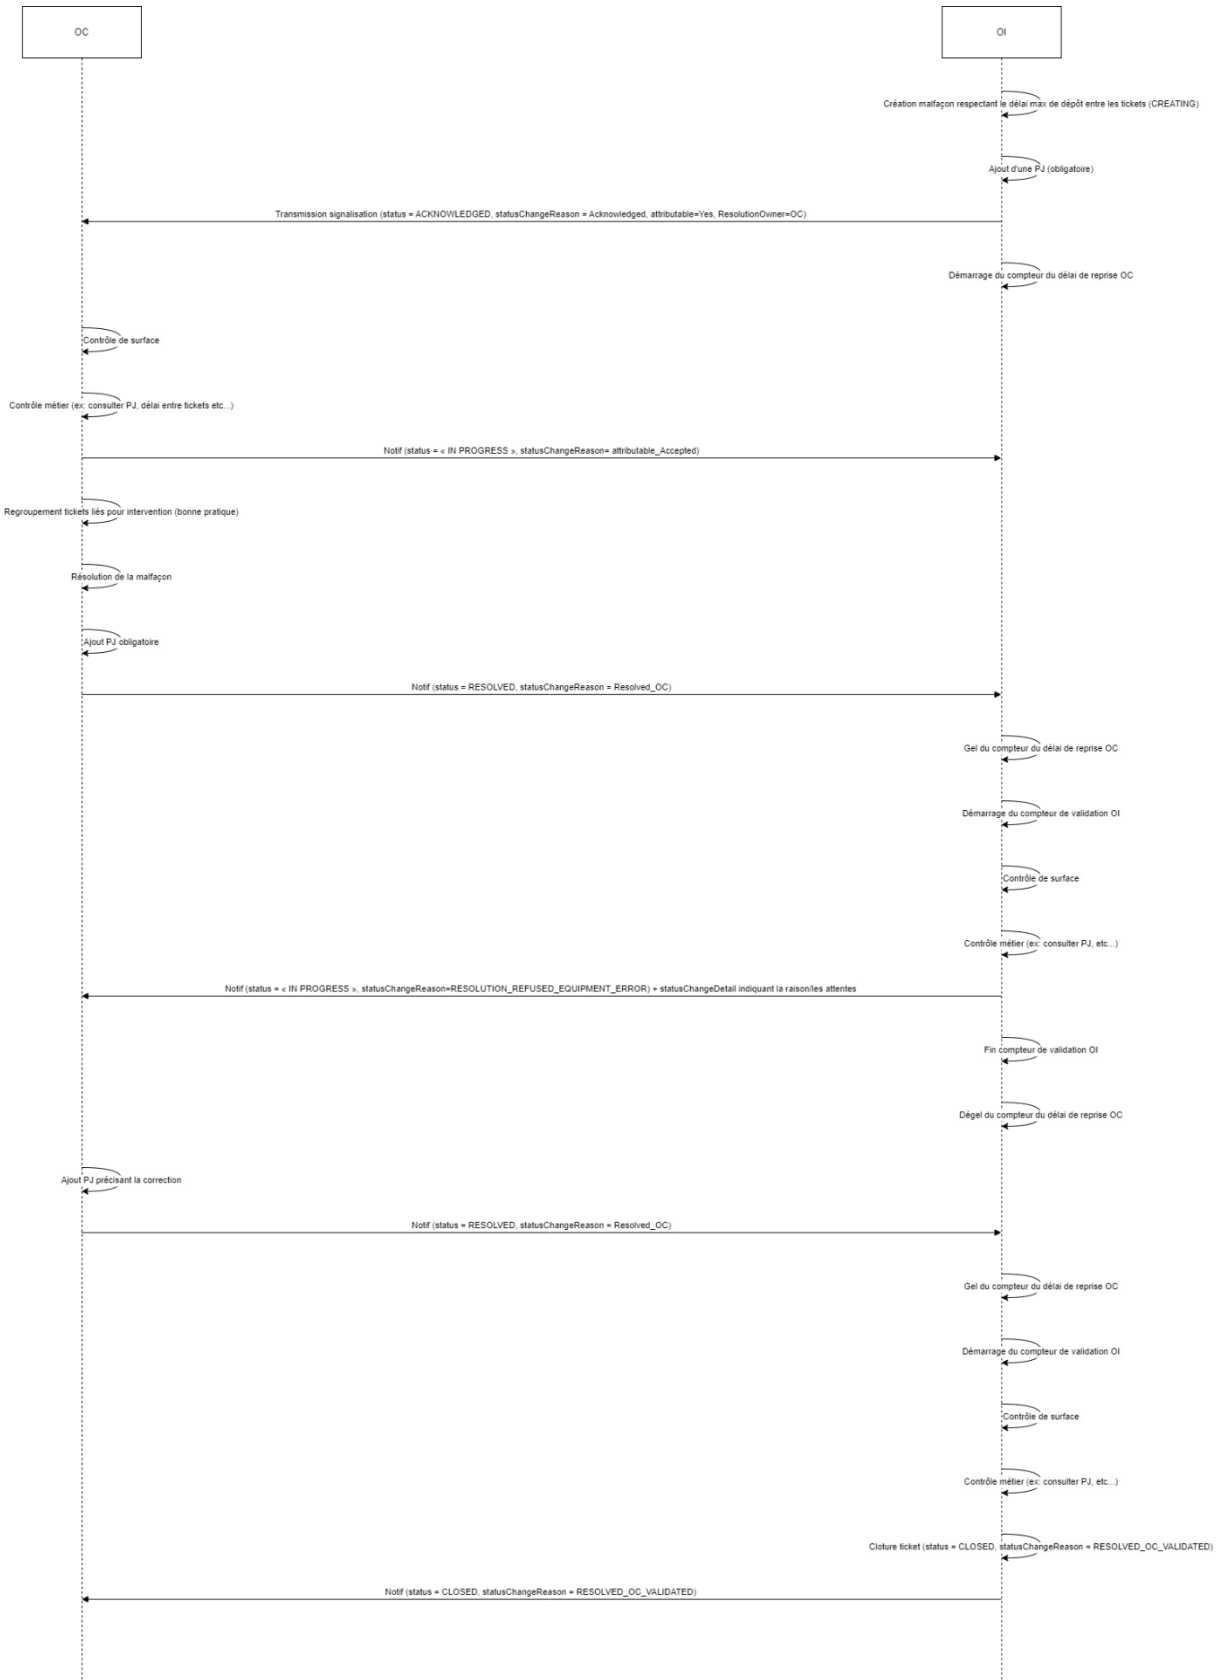 OC
OI
Création malfaçon respectant le délai max de dépôt entre les tickets (CREATING)
Ajout d'une PJ (obligatoire)
Transmission signalisation (status = ACKNOWLEDGED, statusChangeReason = Acknowledged, attributable=Yes, ResolutionOwner=OC)
Démarrage du compteur du délai de reprise OC
Contrôle de surface
Contrôle métier (ex: consulter PJ, délai entre tickets etc...)
Notif (status = « IN PROGRESS », statusChangeReason= attributable_Accepted)
Regroupement tickets liés pour intervention (bonne pratique)
Résolution de la malfaçon
Ajout PJ obligatoire
Notif (status = RESOLVED, statusChangeReason = Resolved_OC)
Gel du compteur du délai de reprise OC
Démarrage du compteur de validation OI
Contrôle de surface
Contrôle métier (ex: consulter PJ, etc...)
Notif (status = « IN PROGRESS », statusChangeReason=RESOLUTION_REFUSED_EQUIPMENT_ERROR) + statusChangeDetail indiquant la raison/les attentes
Fin compteur de validation OI
Dégel du compteur du délai de reprise OC
Ajout PJ précisant la correction
Notif (status = RESOLVED, statusChangeReason = Resolved_OC)
Gel du compteur du délai de reprise OC
Démarrage du compteur de validation OI
Contrôle de surface
Contrôle métier (ex: consulter PJ, etc...)
Cloture ticket (status = CLOSED, statusChangeReason = RESOLVED_OC_VALIDATED)
Notif (status = CLOSED, statusChangeReason = RESOLVED_OC_VALIDATED)